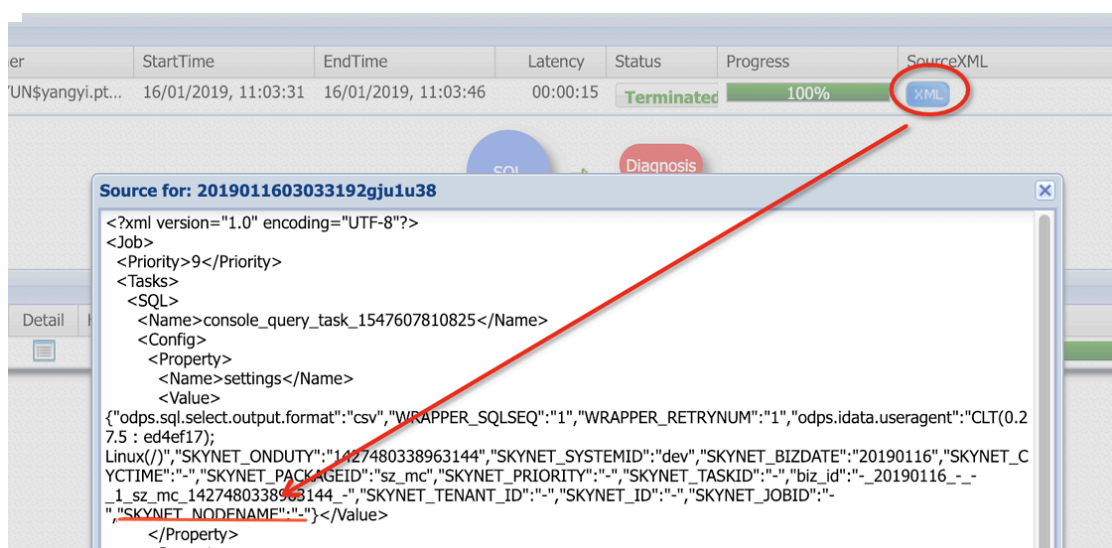 er StartTime EndTime Latency Status Progress SourceXML
'UN$yangyi.pt... 16/01/2019, 11:03:31 16/01/2019, 11:03:46 00:00:15 Terminated 100% XML
SQL Diagnosis
Source for: 2019011603033192gju1u38
<?xml version="1.0" encoding="UTF-8"?>
<Job>
<Priority>9</Priority>
<Tasks>
<SQL>
Detail
<Name>console_query_task_1547607810825</Name>
<Config>
<Property>
<Name>settings</Name>
<Value>
{"odps.sql.select.output.format":"csv","WRAPPER_SQLSEQ":"1","WRAPPER_RETRYNUM":"1","odps.idata.useragent":"CLT(0.2
7.5 : ed4ef17);
Linux(/)","SKYNET_ONDUTY":"1427480338963144","SKYNET_SYSTEMID":"dev","SKYNET_BIZDATE":"20190116","SKYNET_C
YCTIME":"-","SKYNET_PACKAGEID":"sz_mc","SKYNET_PRIORITY":"-","SKYNET_TASKID":"-","biz_id":"-_20190116_-_-
_1_sz_mc_1427480338963144_-","SKYNET_TENANT_ID":"-","SKYNET_ID":"-","SKYNET_JOBID":"-
","SKYNET_NODENAME":"-"}</Value>
</Property>